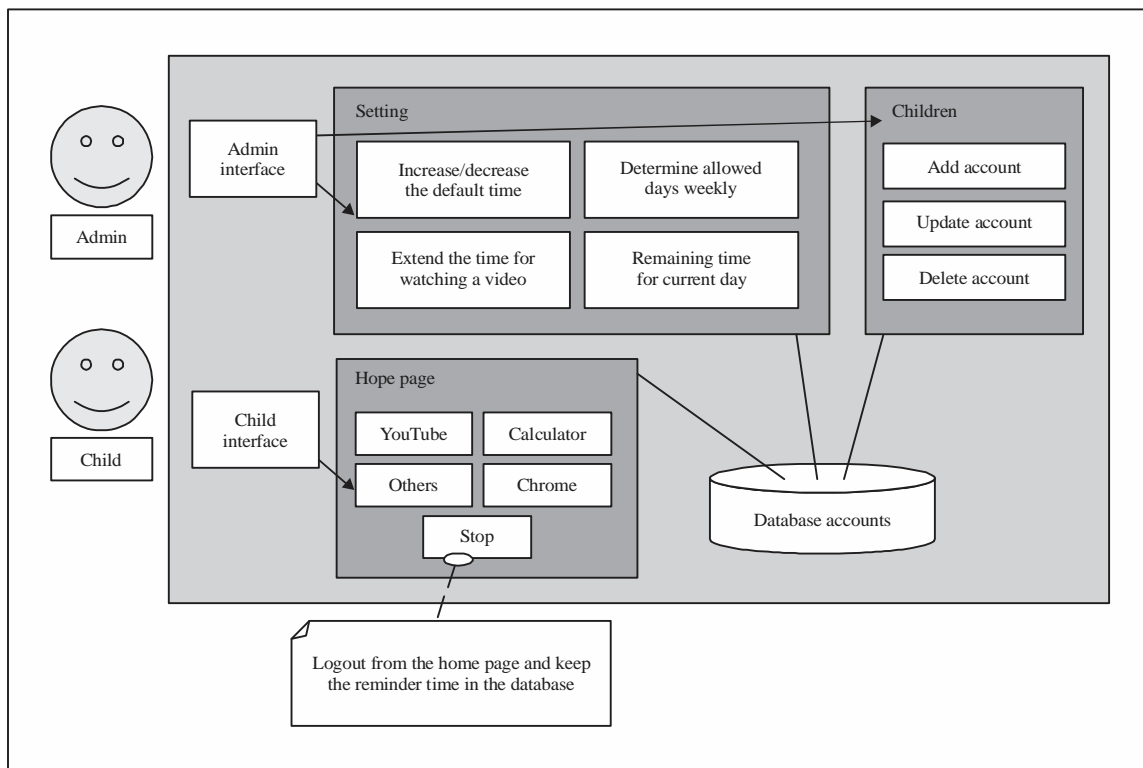 Admin
Child
Admin
interface
Setting
Increase/decrease
the default time
Determine allowed
days weekly
Extend the time for
watching a video
Remaining time
for current day
Children
Add account
Update account
Delete account
Child
interface
Hope page
YouTube
Calculator
Others
Chrome
Stop
Database accounts
Logout from the home page and keep
the reminder time in the database